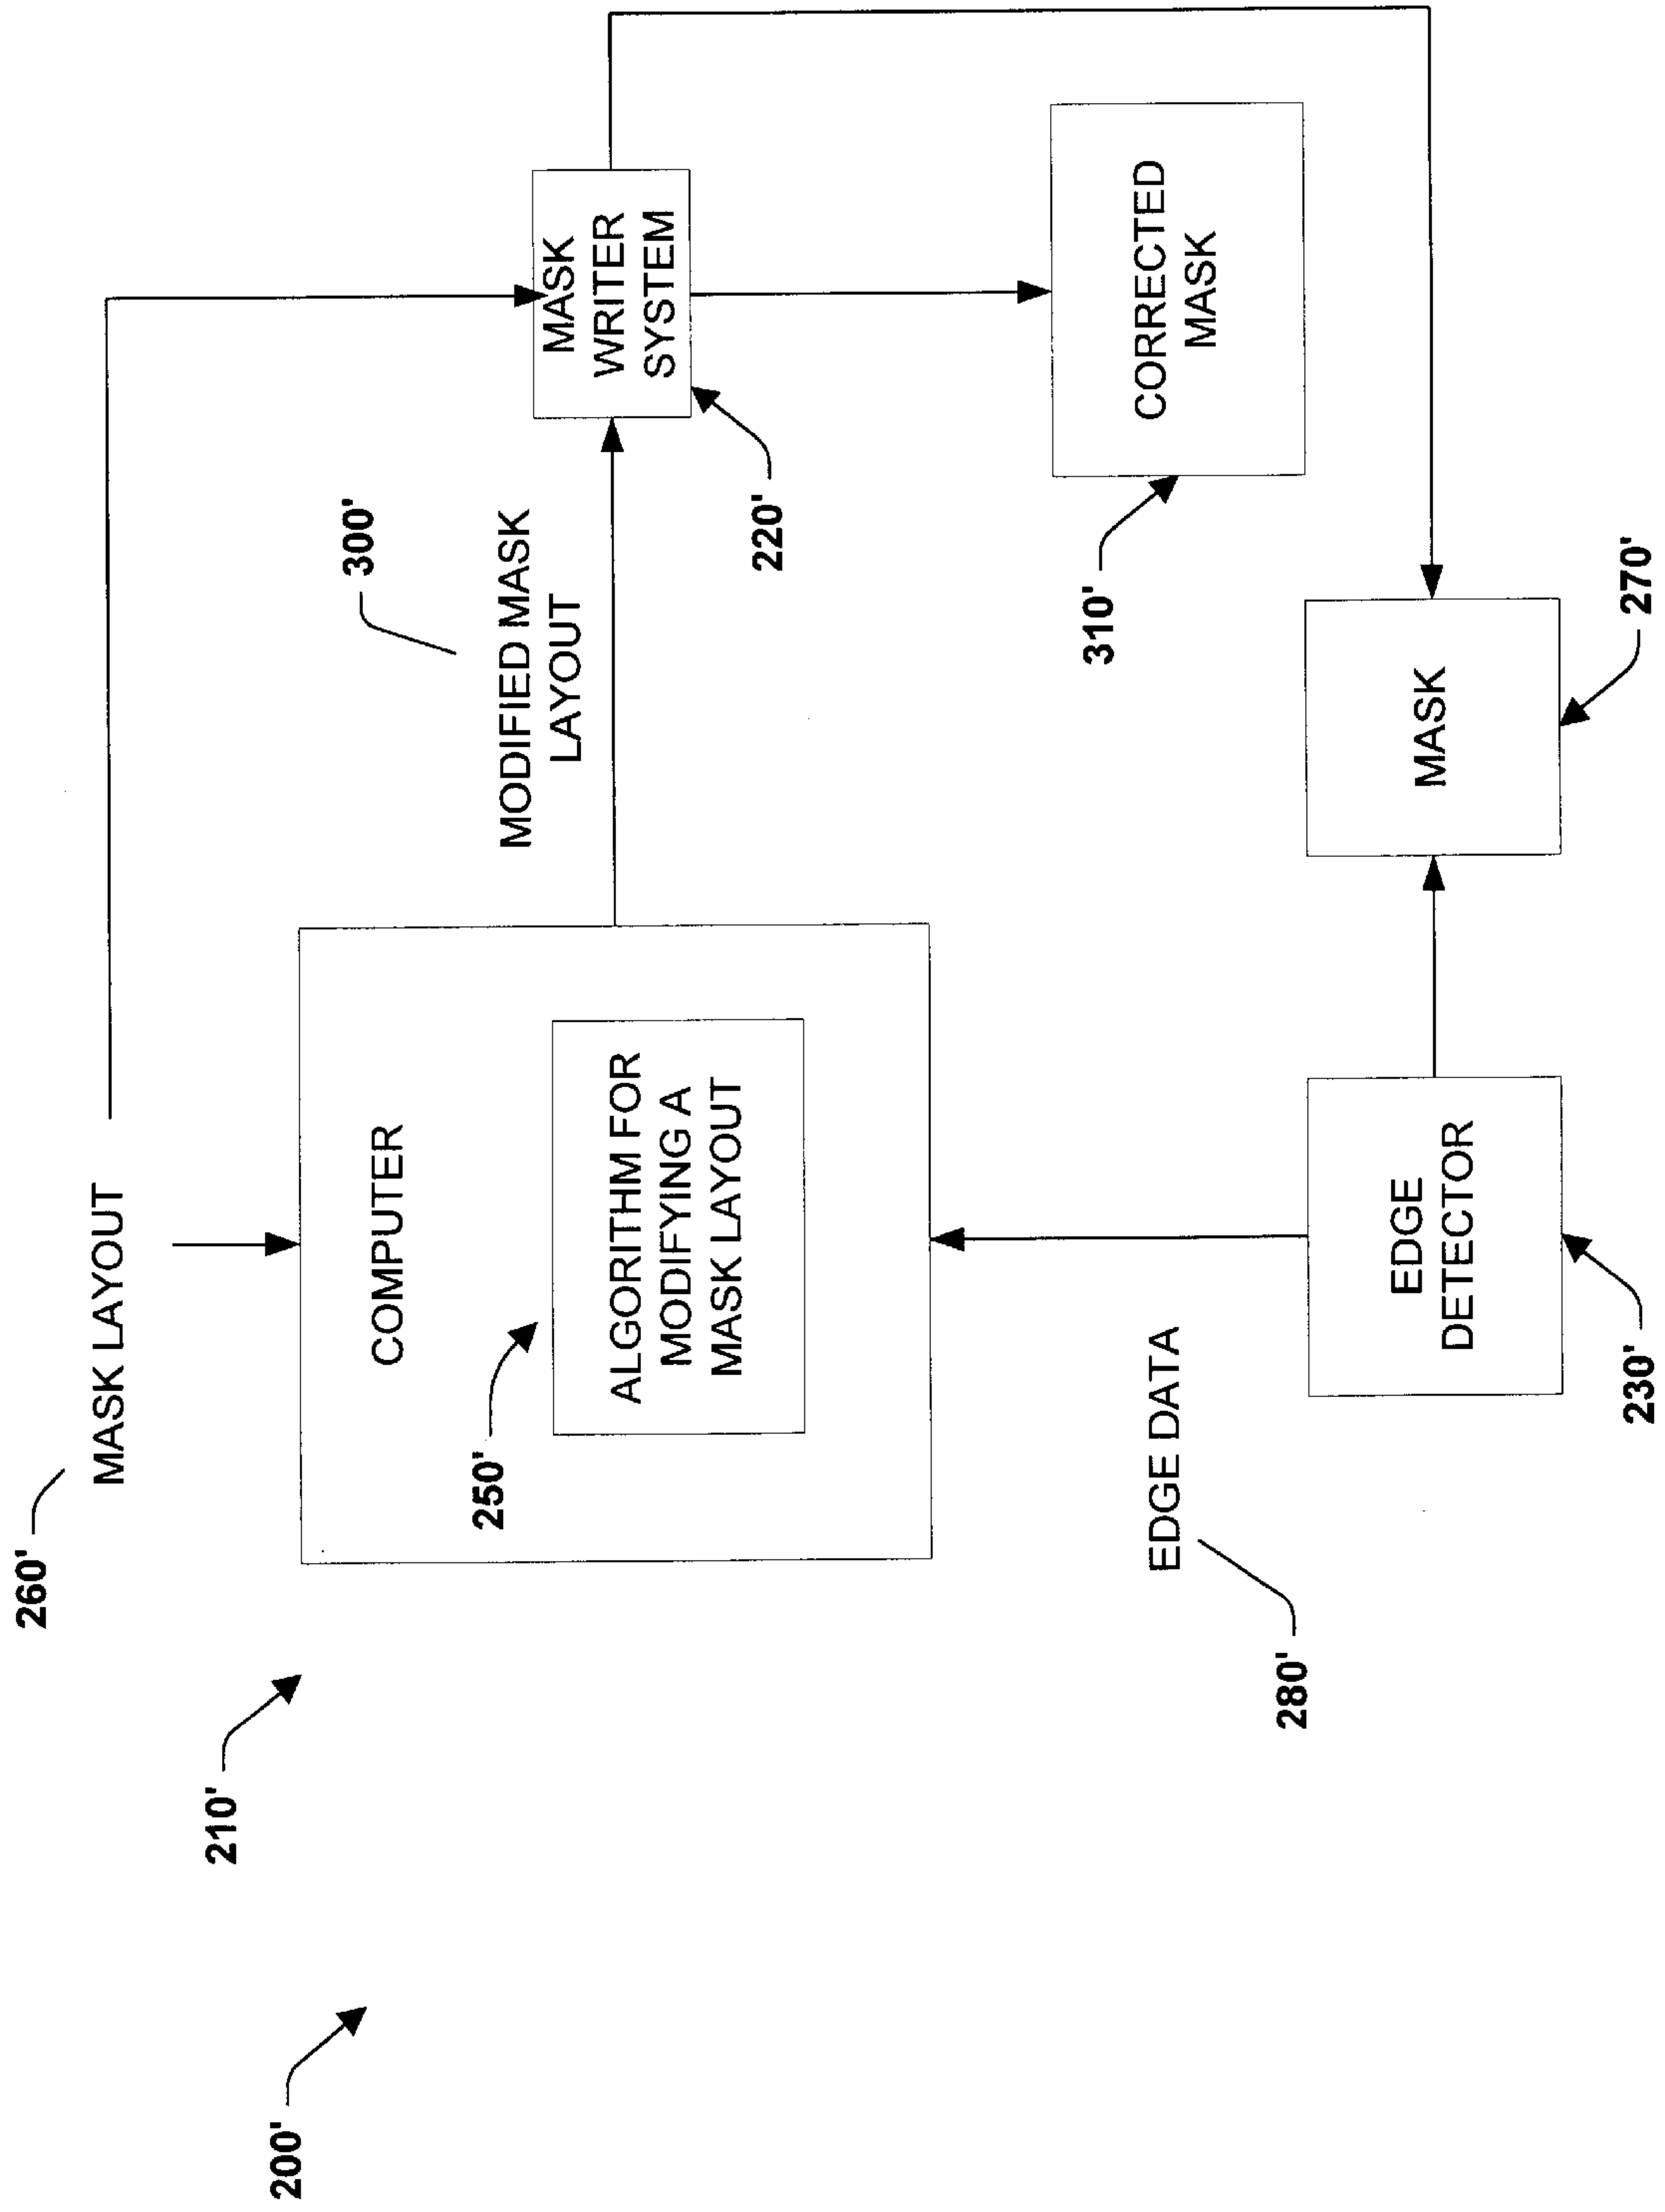 260'
MASK LAYOUT
210'
200'
COMPUTER
250'
ALGORITHM FOR
MODIFYING A
MASK LAYOUT
300'
MODIFIED MASK
LAYOUT
MASK
WRITER
SYSTEM
220'
CORRECTED
MASK
310'
EDGE DATA
280'
EDGE
DETECTOR
230'
MASK
270'